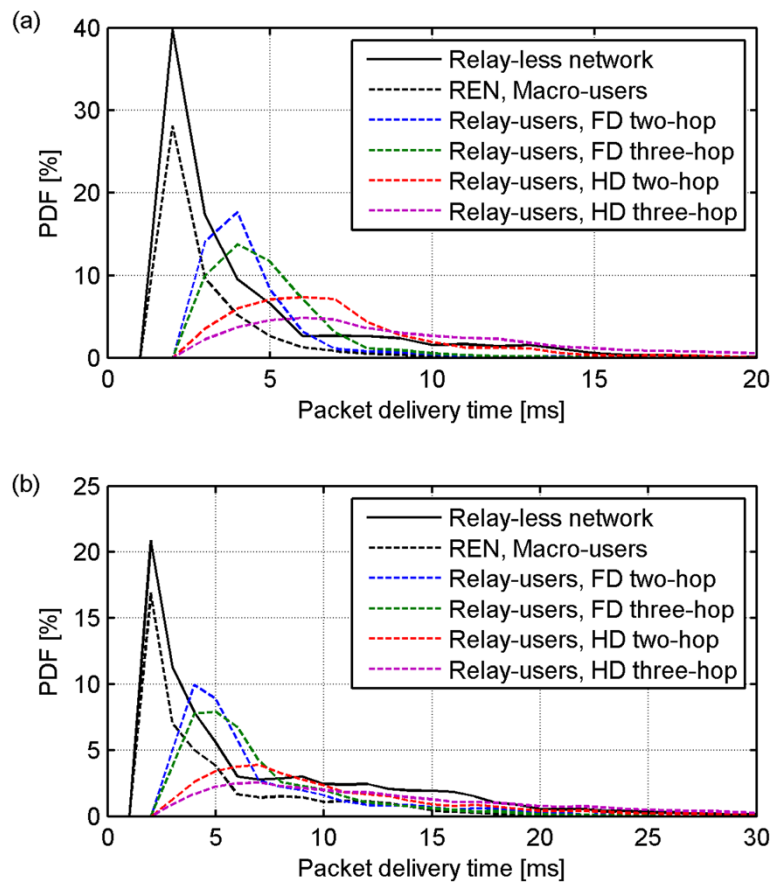 (a)
40
30
20
10
0
PDF [%]
Relay-less network
REN, Macro-users
Relay-users, FD two-hop
Relay-users, FD three-hop
Relay-users, HD two-hop
Relay-users, HD three-hop
0 5 10 15 20
Packet delivery time [ms]
(b)
25
20
15
10
5
0
PDF [%]
Relay-less network
REN, Macro-users
Relay-users, FD two-hop
Relay-users, FD three-hop
Relay-users, HD two-hop
Relay-users, HD three-hop
0 5 10 15 20 25 30
Packet delivery time [ms]